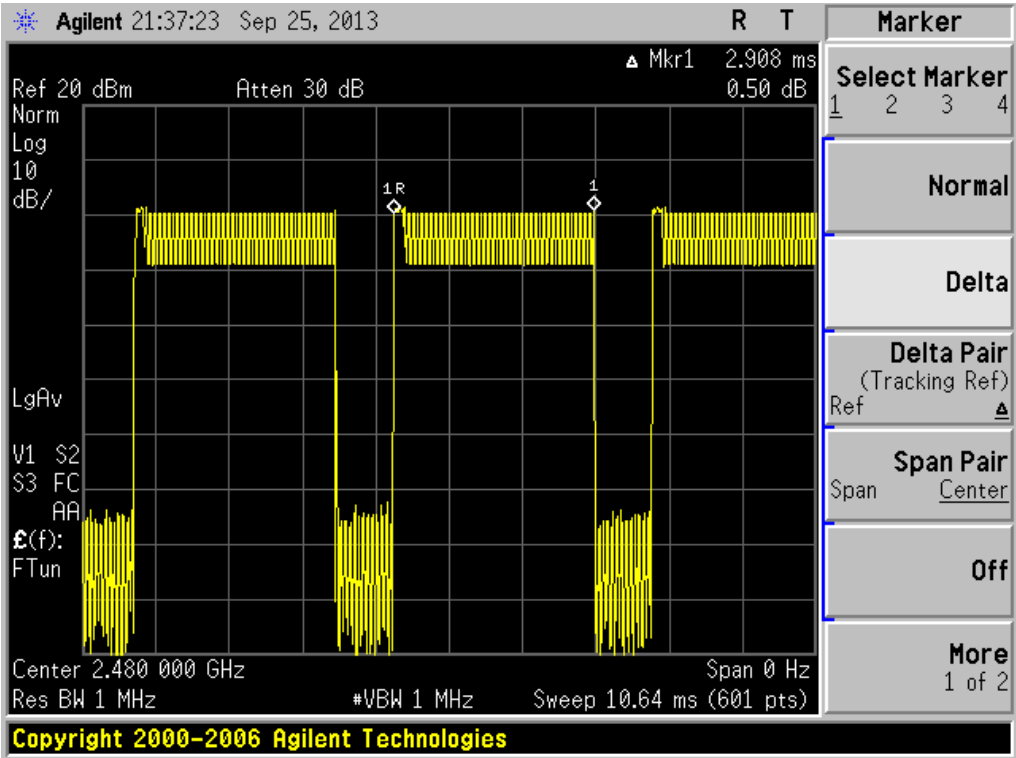 Agilent 21:37:23 Sep 25, 2013 R T
Δ Mkr1 2.908 ms
Ref 20 dBm Atten 30 dB 0.50 dB
Norm
Log
10
dB/
1R
1
LgAv
V1 S2
S3 FC
AA
£(f):
FTun
Center 2.480 000 GHz Span 0 Hz
Res BW 1 MHz #VBW 1 MHz Sweep 10.64 ms (601 pts)
Copyright 2000-2006 Agilent Technologies
Marker
Select Marker
1 2 3 4
Normal
Delta
Delta Pair
(Tracking Ref)
Ref Δ
Span Pair
Span Center
Off
More
1 of 2